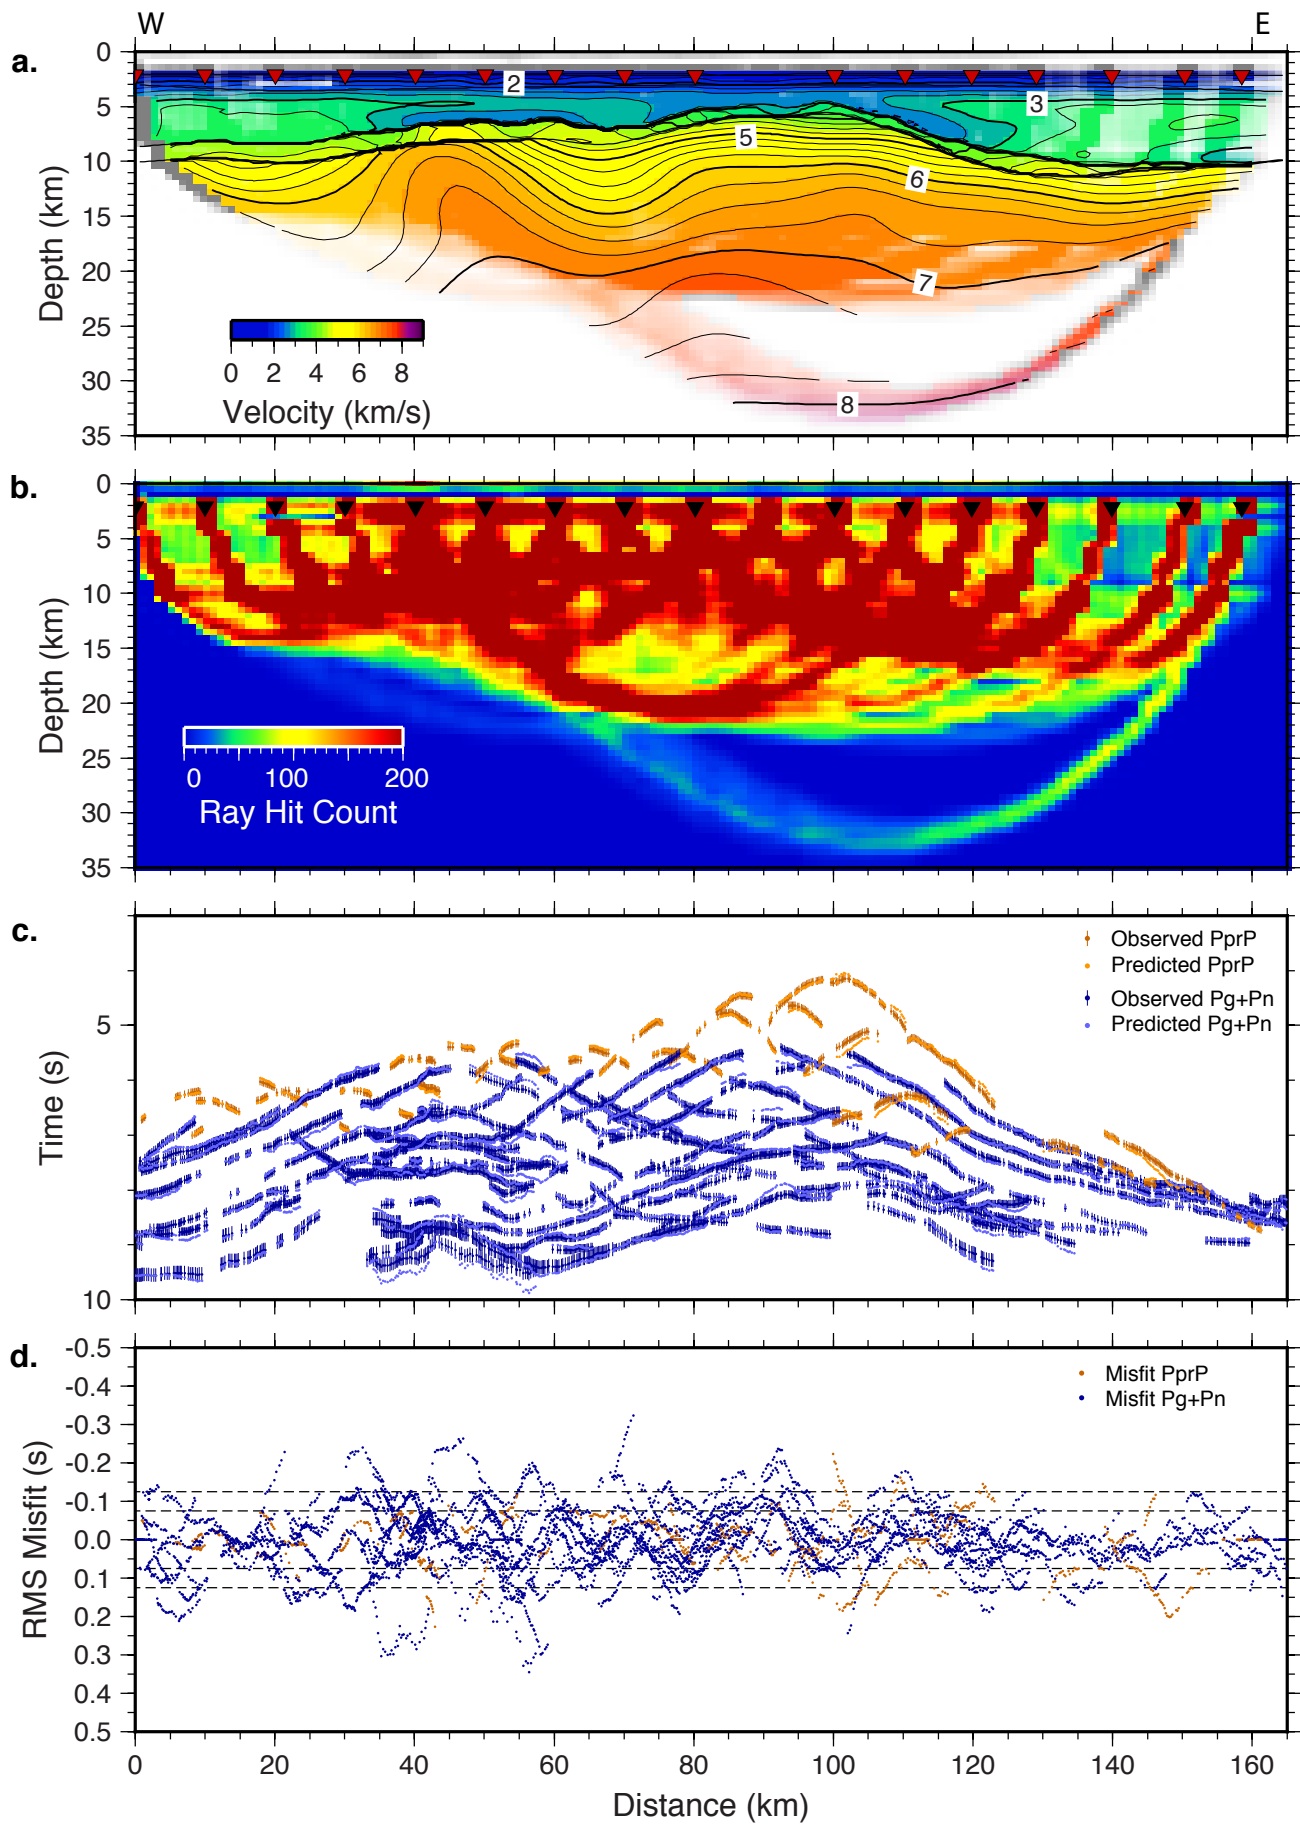 W E
a.
0
5
10
15
20
25
30
35
Depth (km)
2
3
5
6
7
8
0 2 4 6 8
Velocity (km/s)
b.
0
5
10
15
20
25
30
35
Depth (km)
0 100 200
Ray Hit Count
c.
5
10
Time (s)
Observed PprP
Predicted PprP
Observed Pg+Pn
Predicted Pg+Pn
d.
-0.5
-0.4
-0.3
-0.2
-0.1
0.0
0.1
0.2
0.3
0.4
0.5
RMS Misfit (s)
Misfit PprP
Misfit Pg+Pn
0 20 40 60 80 100 120 140 160
Distance (km)